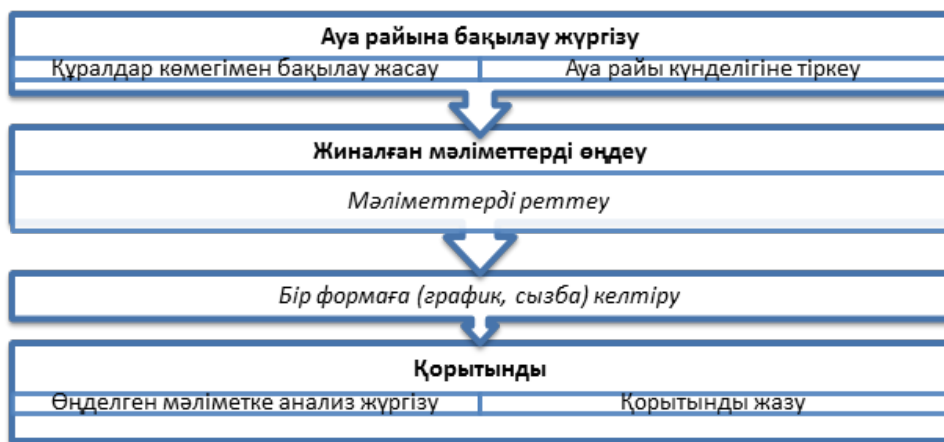 Ауа райына бақылау жүргізу
Құралдар көмегімен бақылау жасау
Ауа райы күнделігіне тіркеу
Жиналған мәліметтерді өңдеу
Мәліметтерді реттеу
Бір формаға (график, сызба) келтіру
Қорытынды
Өңделген мәліметке анализ жүргізу
Қорытынды жазу